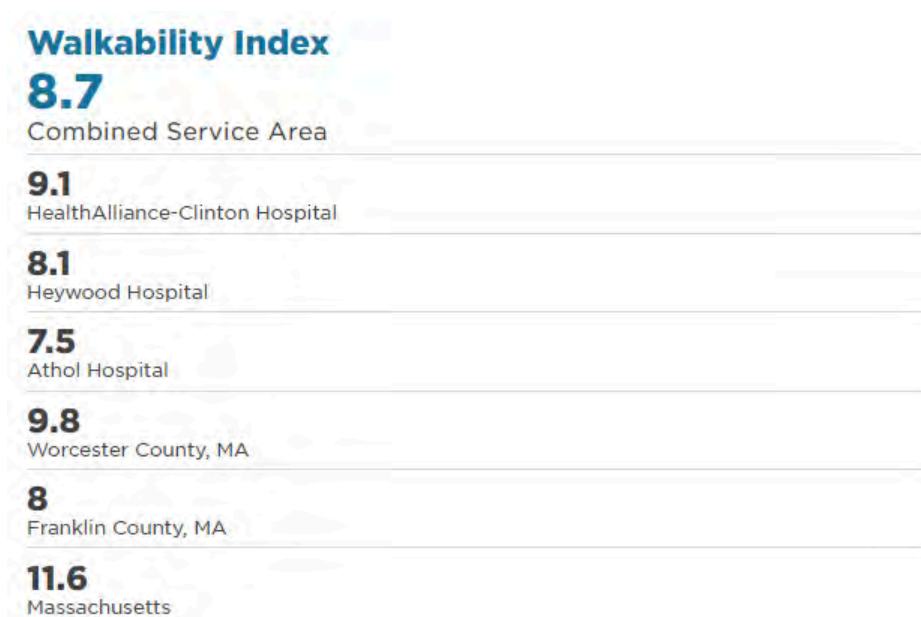 Walkability Index
8.7
Combined Service Area
9.1
HealthAlliance-Clinton Hospital
8.1
Heywood Hospital
7.5
Athol Hospital
9.8
Worcester County, MA
8
Franklin County, MA
11.6
Massachusetts